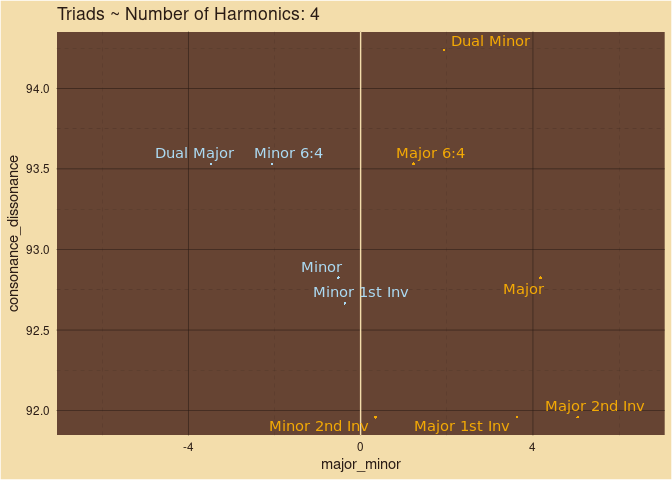 Triads ~ Number of Harmonics: 4
Dual Minor
94.0
Dual Major
Minor 6:4
Major 6:4
93.5
consonance_dissonance
93.0
Minor
Minor 1st Inv
Major
92.5
Major 2nd Inv
92.0
Minor 2nd Inv
Major 1st Inv
-4
0
4
major_minor